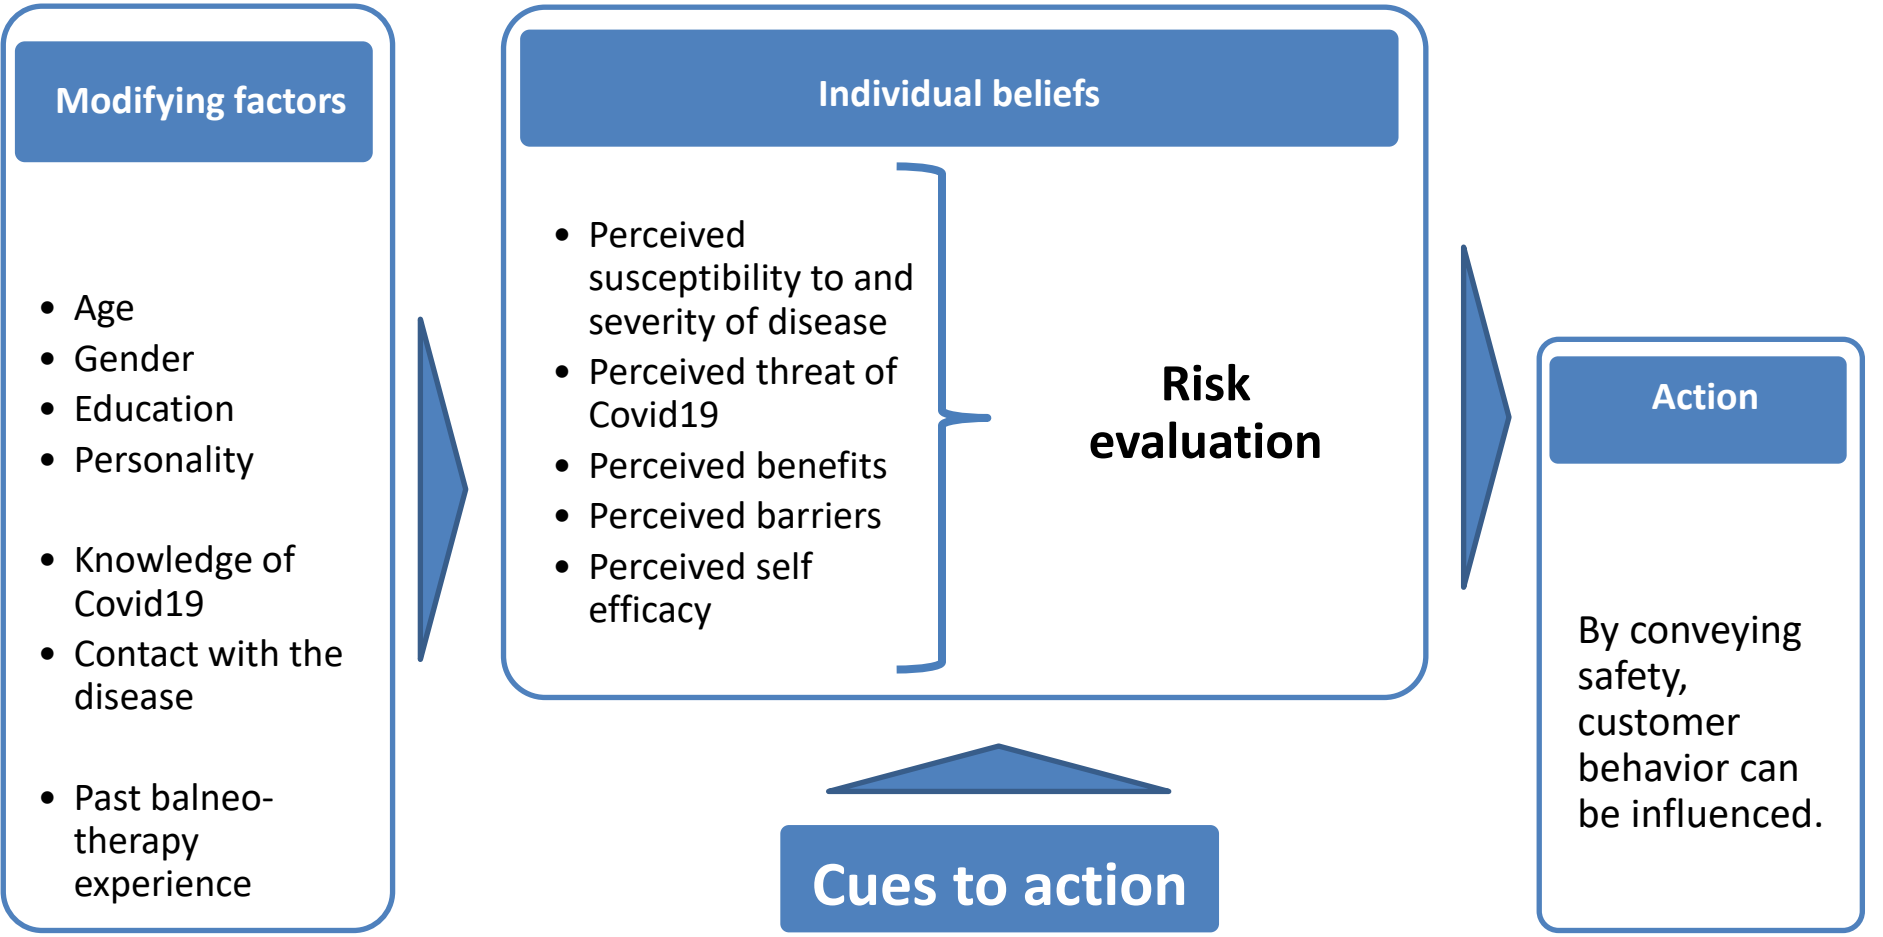 Modifying factors
• Age
• Gender
• Education
• Personality
• Knowledge of
Covid19
• Contact with the
disease
• Past balneo-
therapy
experience
Individual beliefs
• Perceived
susceptibility to and
severity of disease
• Perceived threat of
Covid19
• Perceived benefits
• Perceived barriers
• Perceived self
efficacy
Risk
evaluation
Cues to action
Action
By conveying
safety,
customer
behavior can
be influenced.